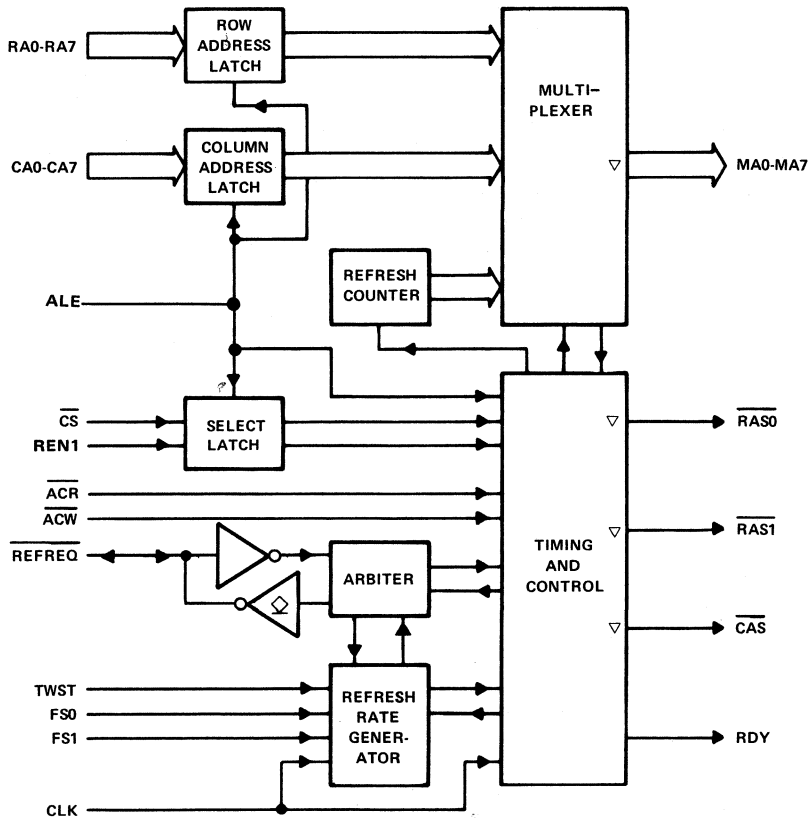 RA0-RA7
ROW
ADDRESS
LATCH
MULTI–
PLEXER
CA0-CA7
COLUMN
ADDRESS
LATCH
MA0-MA7
REFRESH
COUNTER
ALE
CS
REN1
SELECT
LATCH
RAS0
ACR
ACW
REFREQ
ARBITER
TIMING
AND
CONTROL
RAS1
CAS
TWST
FS0
FS1
REFRESH
RATE
GENER-
ATOR
RDY
CLK